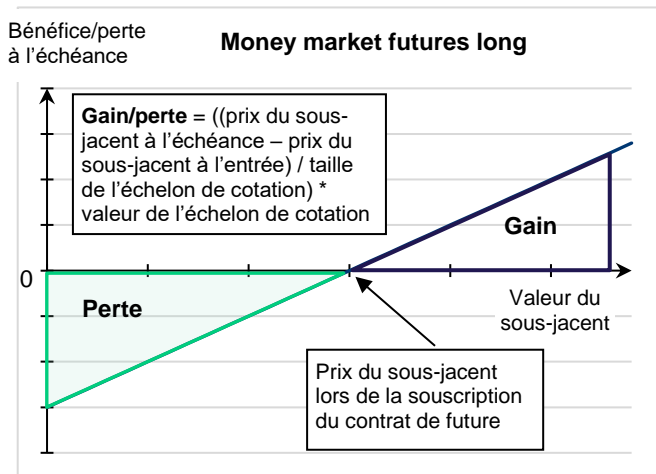 Bénéfice/perte
à l’échéance
Money market futures long
Gain/perte = ((prix du sous-
jacent à l’échéance – prix du
sous-jacent à l’entrée) / taille
de l’échelon de cotation) *
valeur de l’échelon de cotation
Gain
0
Perte
Valeur du
sous-jacent
Prix du sous-jacent
lors de la souscription
du contrat de future